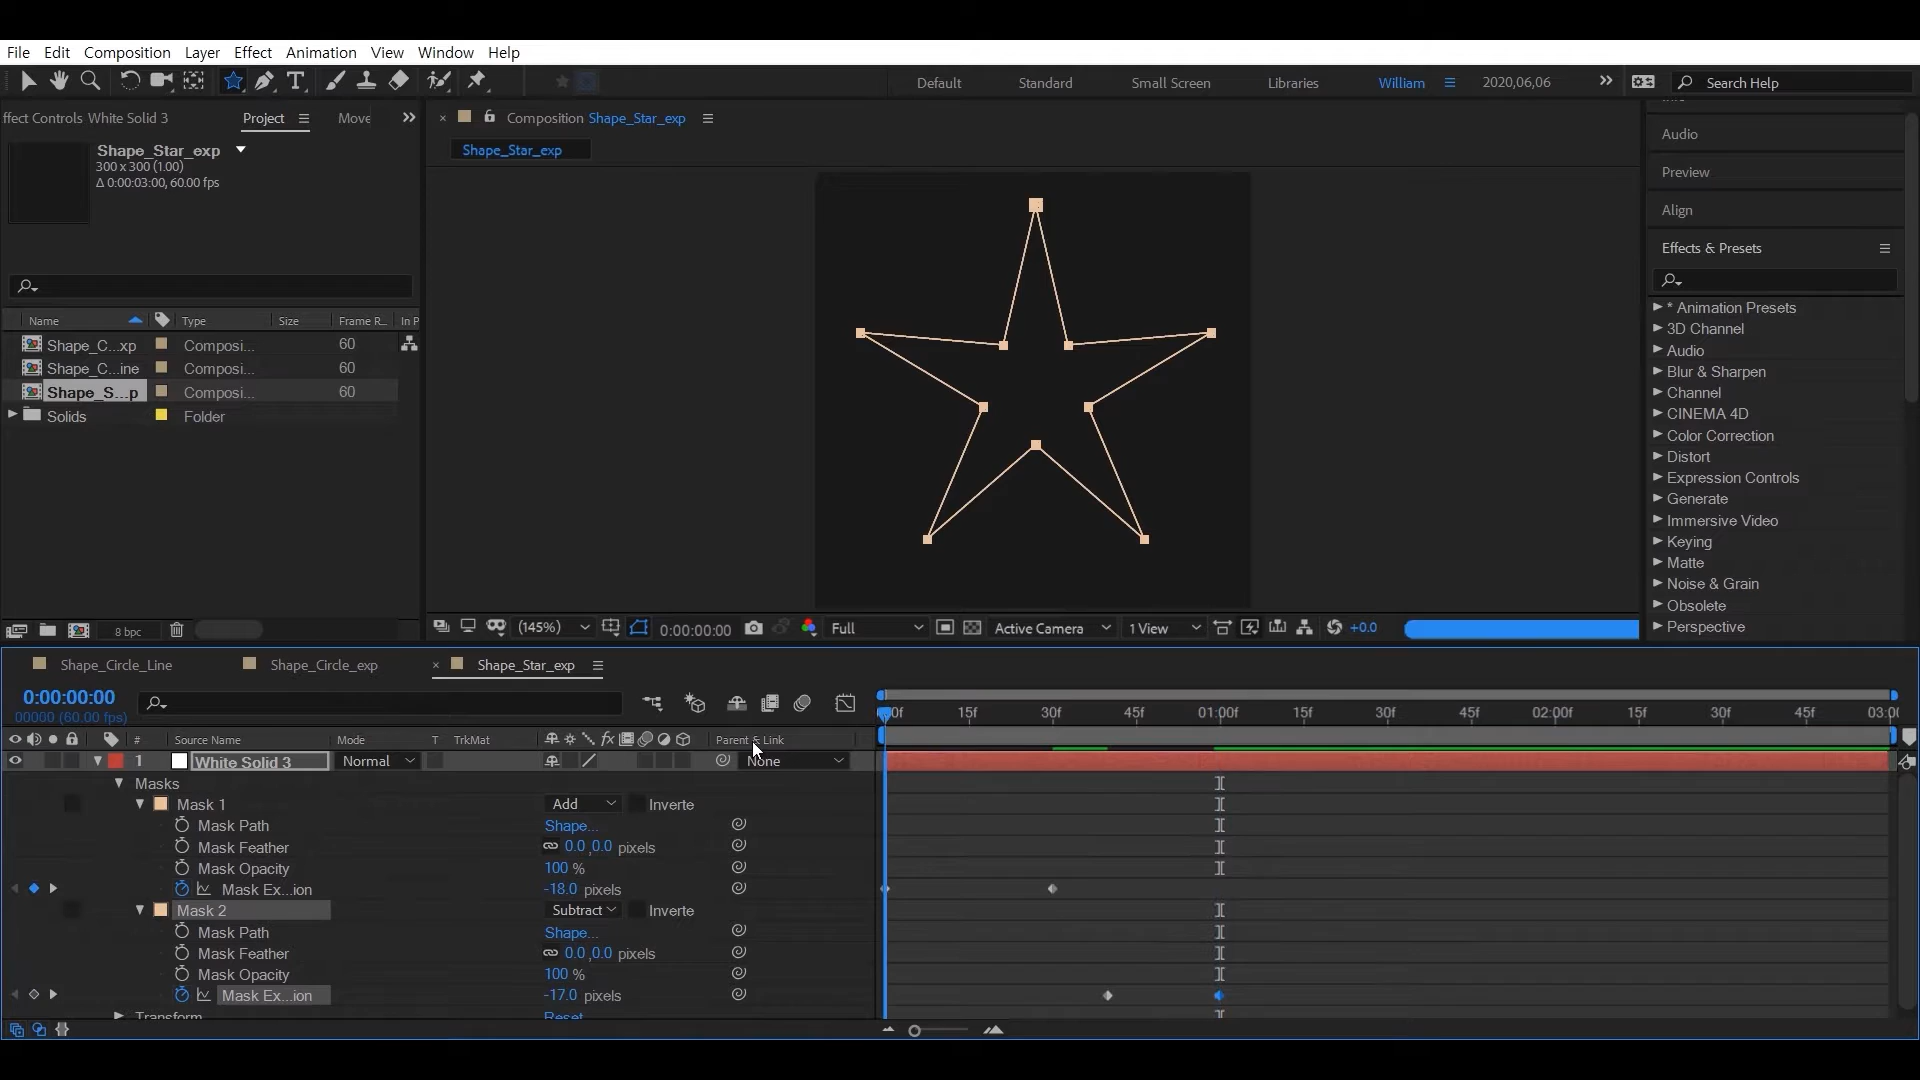 File Edit Composition Layer Effect Animation View Window Help
Default Standard Small Screen Libraries William 2020,06,06 Search Help
ffect Controls White Solid 3 Project Move
Composition Shape_Star_exp
Shape_Star_exp
Shape_Star_exp
300 x 300 (1.00)
Δ 0:00:03:00, 60.00 fps
Name Type Size Frame R... In P
Shape_C...xp Composi... 60
Shape_C...ine Composi... 60
Shape_S...p Composi... 60
Solids Folder
8 bpc
(145%) 0:00:00:00 Full Active Camera 1 View +0.0
Audio
Preview
Align
Effects & Presets
* Animation Presets
3D Channel
Audio
Blur & Sharpen
Channel
CINEMA 4D
Color Correction
Distort
Expression Controls
Generate
Immersive Video
Keying
Matte
Noise & Grain
Obsolete
Perspective
Shape_Circle_Line Shape_Circle_exp Shape_Star_exp
0:00:00:00
00000 (60.00 fps)
00f 15f 30f 45f 01:00f 15f 30f 45f 02:00f 15f 30f 45f 03:00
# Source Name Mode T TrkMat Parent & Link
1 White Solid 3 Normal None
Masks
Mask 1 Add Inverte
Mask Path Shape...
Mask Feather 0.0 ,0.0 pixels
Mask Opacity 100 %
Mask Ex...ion -18.0 pixels
Mask 2 Subtract Inverte
Mask Path Shape...
Mask Feather 0.0 ,0.0 pixels
Mask Opacity 100 %
Mask Ex...ion -17.0 pixels
Transform Reset